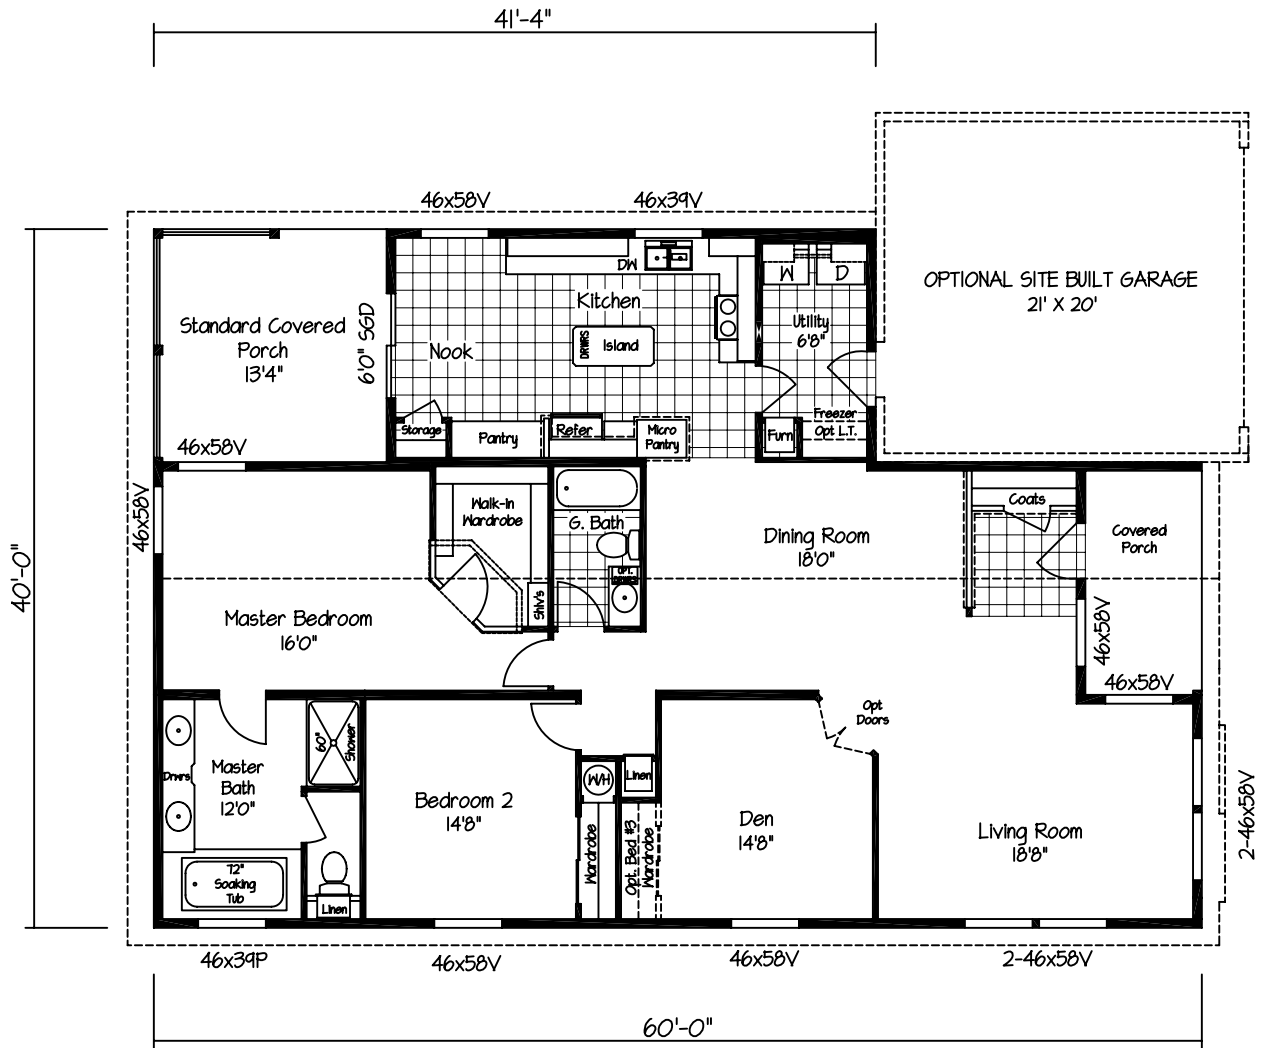 41'-4"
46x58V
46x39V
OPTIONAL SITE BUILT GARAGE
21' X 20'
W
D
DW
Kitchen
Utility
6'8"
DRWRS
Island
Nook
Standard Covered
Porch
13'4"
6'0" SGD
46x58V
Storage
Pantry
Refer
Micro
Pantry
Furn
Freezer
Opt L.T.
46x58V
40'-0"
Walk-In
Wardrobe
G. Bath
OPT.
DRWRS
Shlv's
Dining Room
18'0"
Coats
Covered
Porch
46x58V
46x58V
Master Bedroom
16'0"
Opt
Doors
60"
Shower
Drwrs
Master
Bath
12'0"
72"
Soaking
Tub
Linen
Bedroom 2
14'8"
W/H
Linen
Wardrobe
Opt. Bed #3
Wardrobe
Den
14'8"
Living Room
18'8"
2-46x58V
46x39P
46x58V
46x58V
2-46x58V
60'-0"